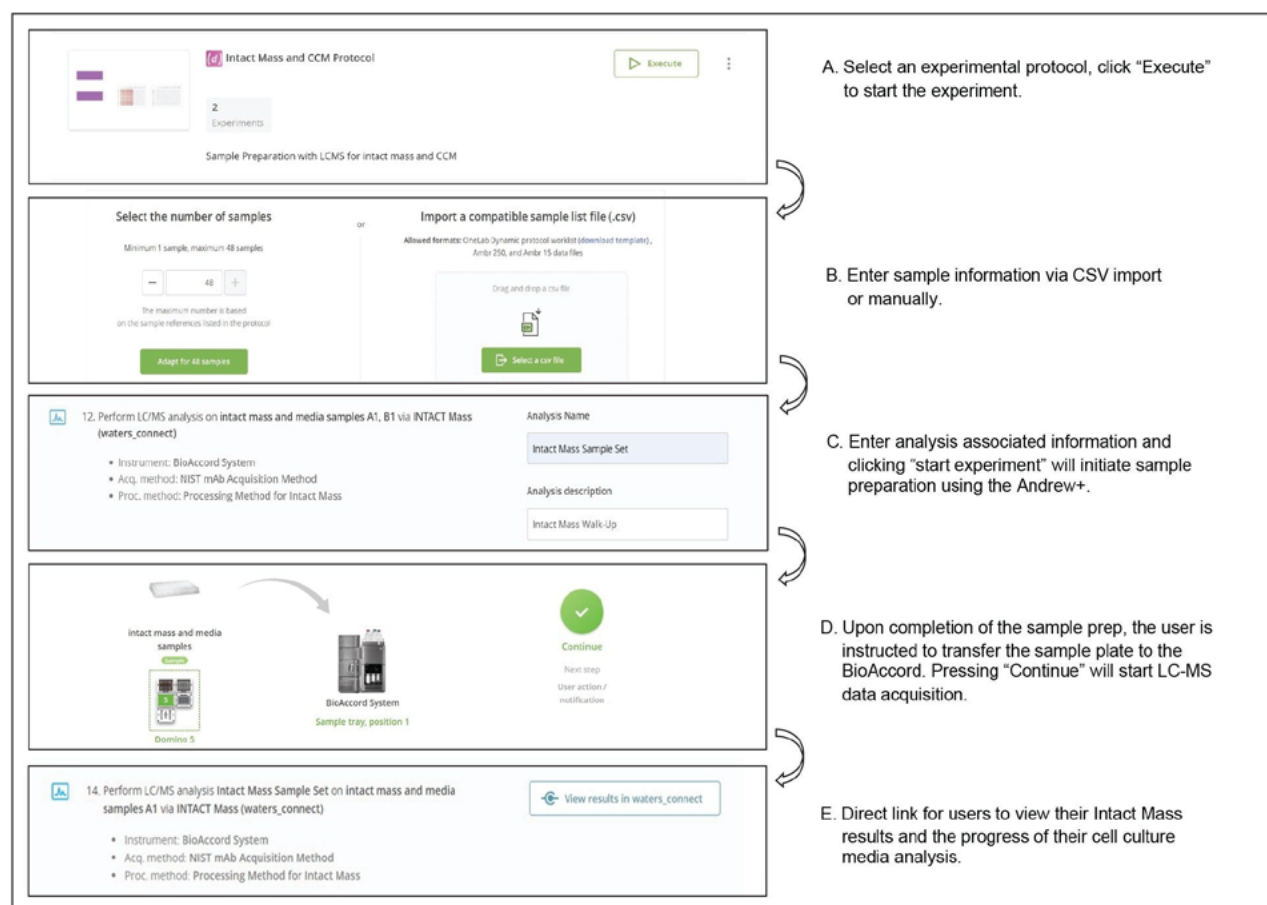 Intact Mass and CCM Protocol
Execute
2
Experiments
Sample Preparation with LCMS for intact mass and CCM
A. Select an experimental protocol, click “Execute”
to start the experiment.
Select the number of samples
Minimum 1 sample, maximum 48 samples
48
The maximum number is based
on the sample references listed in the protocol
Adapt for 48 samples
or
Import a compatible sample list file (.csv)
Allowed formats: OneLab Dynamic protocol worklist (download template),
Ambr 250, and Ambr 15 data files
Drag and drop a csv file
Select a csv file
B. Enter sample information via CSV import
or manually.
12. Perform LC/MS analysis on intact mass and media samples A1, B1 via INTACT Mass
(waters_connect)
• Instrument: BioAccord System
• Acq. method: NIST mAb Acquisition Method
• Proc. method: Processing Method for Intact Mass
Analysis Name
Intact Mass Sample Set
Analysis description
Intact Mass Walk-Up
C. Enter analysis associated information and
clicking “start experiment” will initiate sample
preparation using the Andrew+.
intact mass and media
samples
Sample
5
Domino 5
BioAccord System
Sample tray, position 1
Continue
Next step
User action /
notification
D. Upon completion of the sample prep, the user is
instructed to transfer the sample plate to the
BioAccord. Pressing “Continue” will start LC-MS
data acquisition.
14. Perform LC/MS analysis Intact Mass Sample Set on intact mass and media
samples A1 via INTACT Mass (waters_connect)
• Instrument: BioAccord System
• Acq. method: NIST mAb Acquisition Method
• Proc. method: Processing Method for Intact Mass
View results in waters_connect
E. Direct link for users to view their Intact Mass
results and the progress of their cell culture
media analysis.